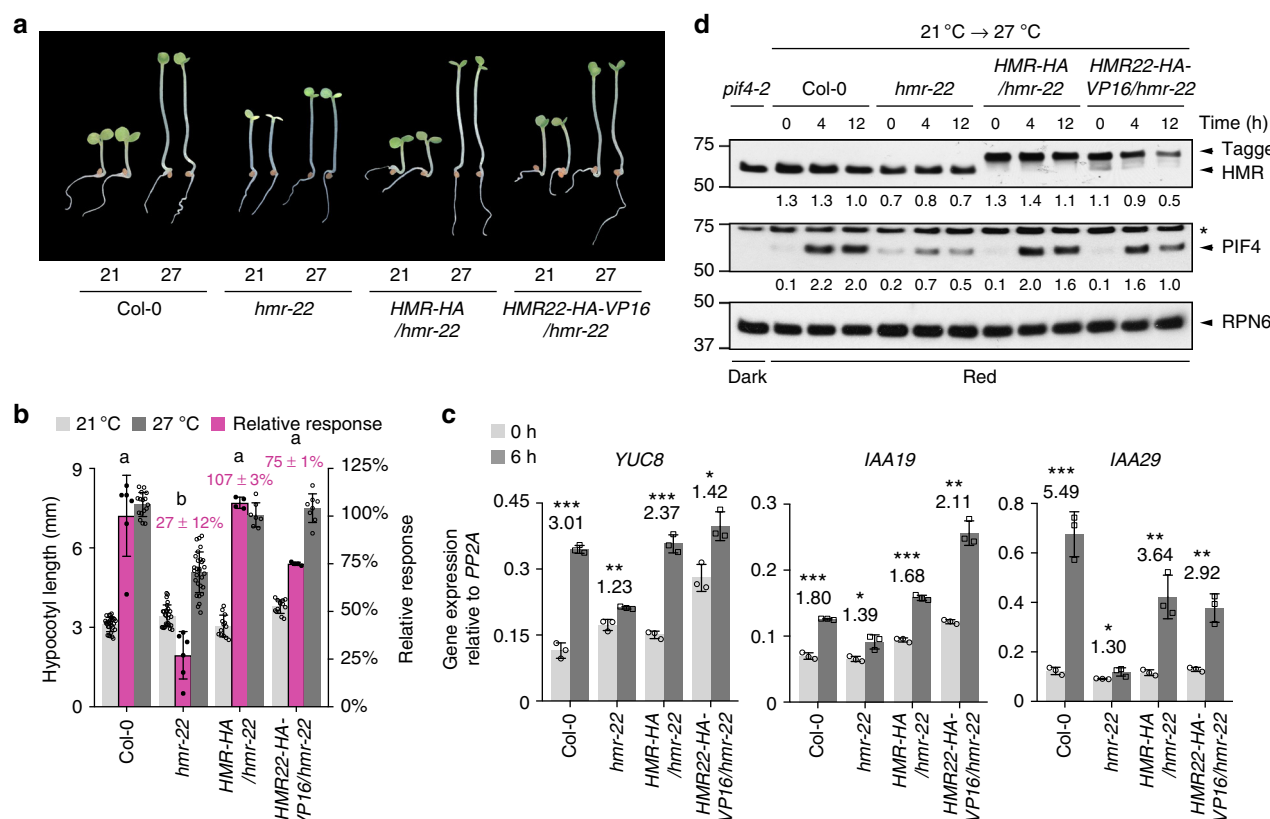 a
21 27 21 27 21 27 21 27
Col-0 hmr-22 HMR-HA HMR22-HA-VP16
/hmr-22 /hmr-22
d
21 °C → 27 °C
HMR-HA HMR22-HA-
pif4-2 Col-0 hmr-22 /hmr-22 VP16/hmr-22
0 4 12 0 4 12 0 4 12 0 4 12 Time (h)
75
Tagge
HMR
50
1.3 1.3 1.0 0.7 0.8 0.7 1.3 1.4 1.1 1.1 0.9 0.5
75
*
PIF4
50
0.1 2.2 2.0 0.2 0.7 0.5 0.1 2.0 1.6 0.1 1.6 1.0
50
RPN6
37
Dark Red
b
21 °C 27 °C Relative response
a b a a
27 ± 12% 107 ± 3% 75 ± 1%
Hypocotyl length (mm)
9
6
3
0
125%
100%
75%
50%
25%
0%
Relative response
Col-0
hmr-22
HMR-HA
/hmr-22
HMR22-HA-
VP16/hmr-22
c
0 h
6 h
Gene expression
relative to PP2A
YUC8
0.45
0.3
0.15
0
***
3.01
**
1.23
***
2.37
*
1.42
Col-0
hmr-22
HMR-HA
/hmr-22
HMR22-HA-
VP16/hmr-22
IAA19
0.3
0.2
0.1
0
***
1.80
*
1.39
***
1.68
**
2.11
Col-0
hmr-22
HMR-HA
/hmr-22
HMR22-HA-
VP16/hmr-22
IAA29
0.8
0.6
0.4
0.2
0
***
5.49
*
1.30
**
3.64
**
2.92
Col-0
hmr-22
HMR-HA
/hmr-22
HMR22-HA-
VP16/hmr-22